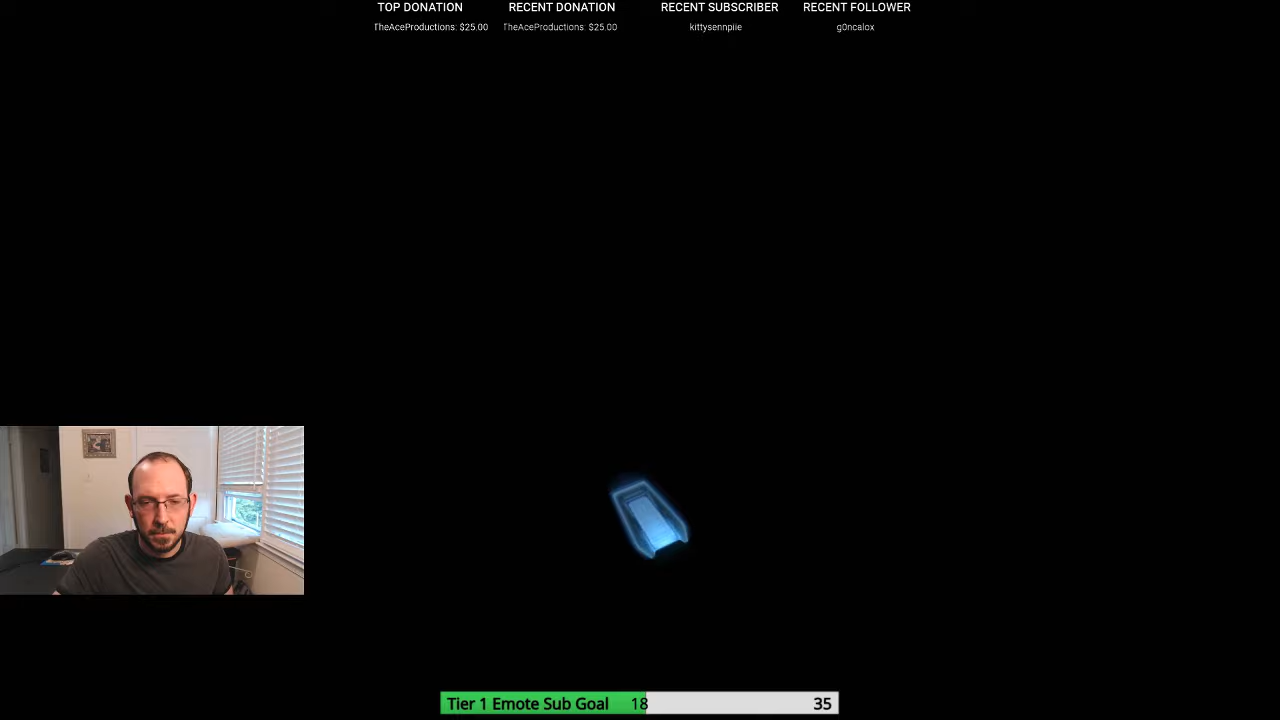 TOP DONATION
TheAceProductions: $25.00
RECENT DONATION
TheAceProductions: $25.00
RECENT SUBSCRIBER
kittysennpiie
RECENT FOLLOWER
g0ncalox
Tier 1 Emote Sub Goal 18 35